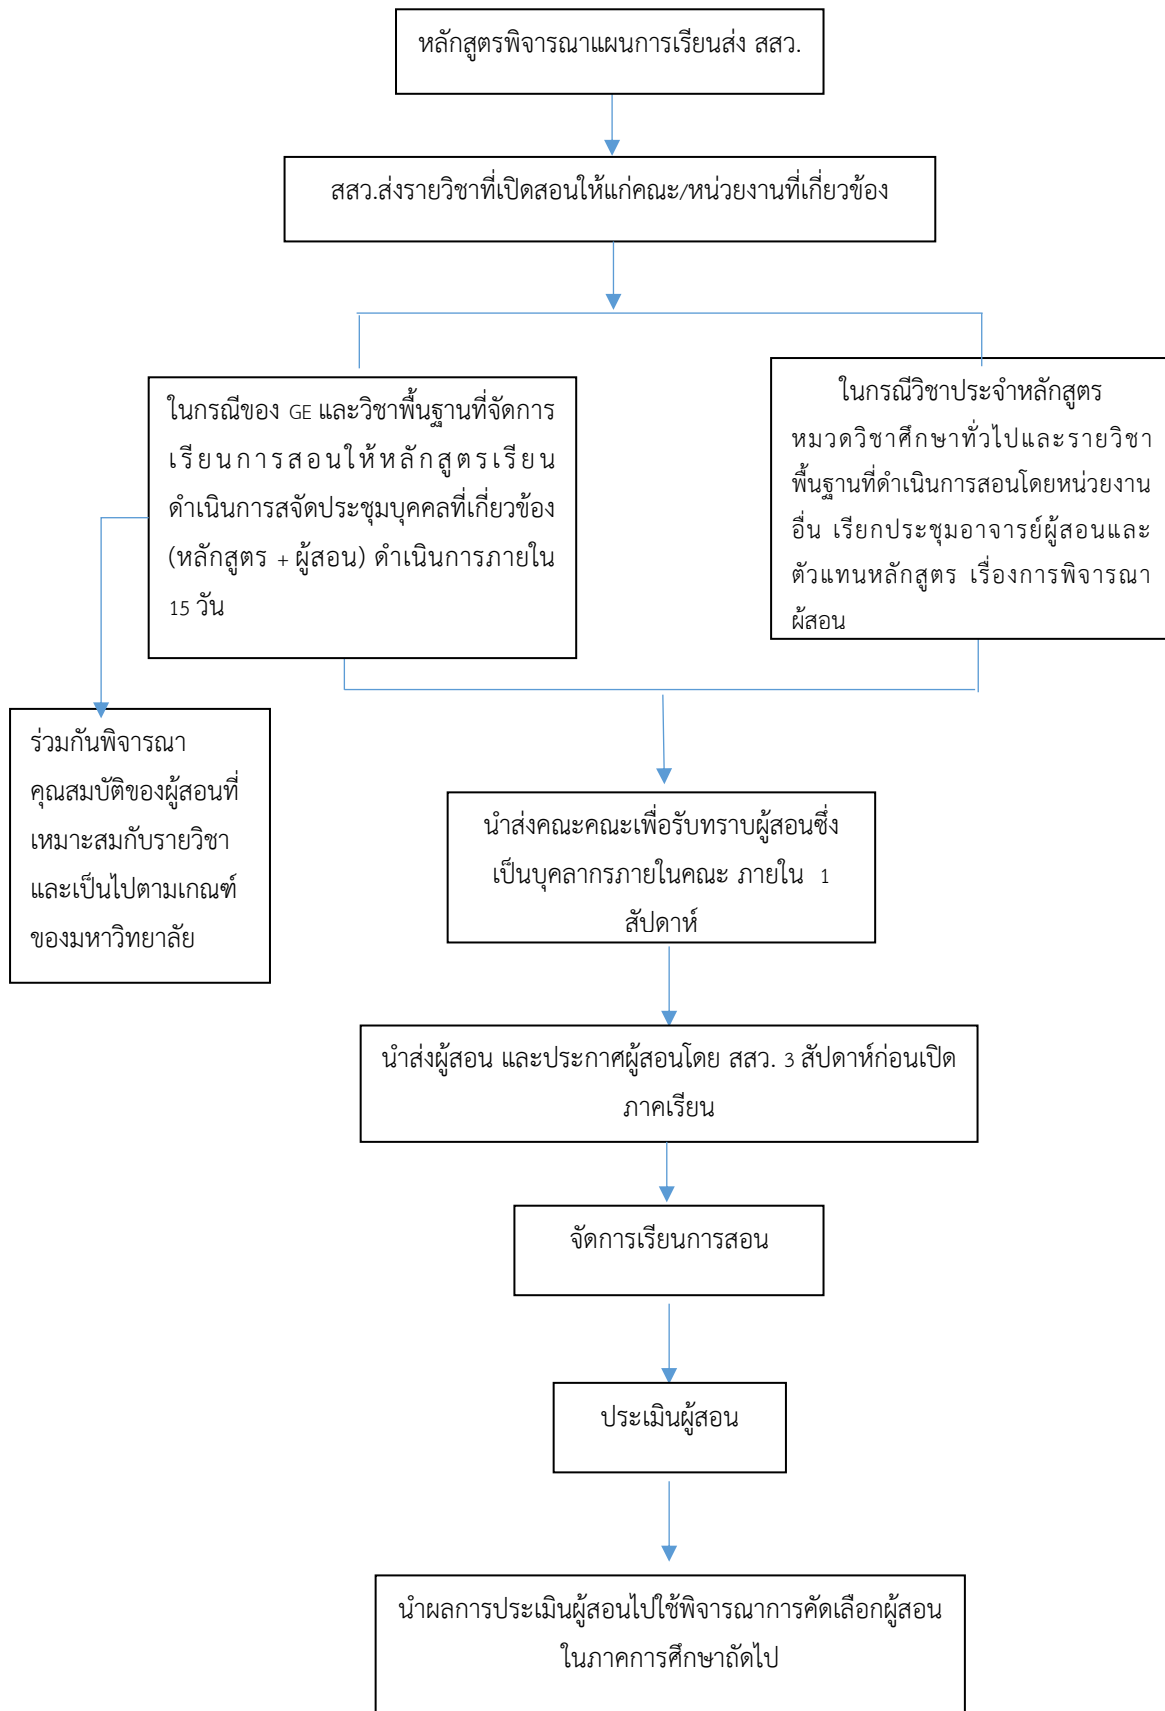 หลักสูตรพิจารณาแผนการเรียนส่ง สสว.
สสว.ส่งรายวิชาที่เปิดสอนให้แก่คณะ/หน่วยงานที่เกี่ยวข้อง
ในกรณีของ GE และวิชาพื้นฐานที่จัดการ
เรียนการสอนให้หลักสูตรเรียน
ดำเนินการสจัดประชุมบุคคลที่เกี่ยวข้อง
(หลักสูตร + ผู้สอน) ดำเนินการภายใน
15 วัน
ในกรณีวิชาประจำหลักสูตร
หมวดวิชาศึกษาทั่วไปและรายวิชา
พื้นฐานที่ดำเนินการสอนโดยหน่วยงาน
อื่น เรียกประชุมอาจารย์ผู้สอนและ
ตัวแทนหลักสูตร เรื่องการพิจารณา
ผู้สอน
ร่วมกันพิจารณา
คุณสมบัติของผู้สอนที่
เหมาะสมกับรายวิชา
และเป็นไปตามเกณฑ์
ของมหาวิทยาลัย
นำส่งคณะคณะเพื่อรับทราบผู้สอนซึ่ง
เป็นบุคลากรภายในคณะ ภายใน 1
สัปดาห์
นำส่งผู้สอน และประกาศผู้สอนโดย สสว. 3 สัปดาห์ก่อนเปิด
ภาคเรียน
จัดการเรียนการสอน
ประเมินผู้สอน
นำผลการประเมินผู้สอนไปใช้พิจารณาการคัดเลือกผู้สอน
ในภาคการศึกษาถัดไป